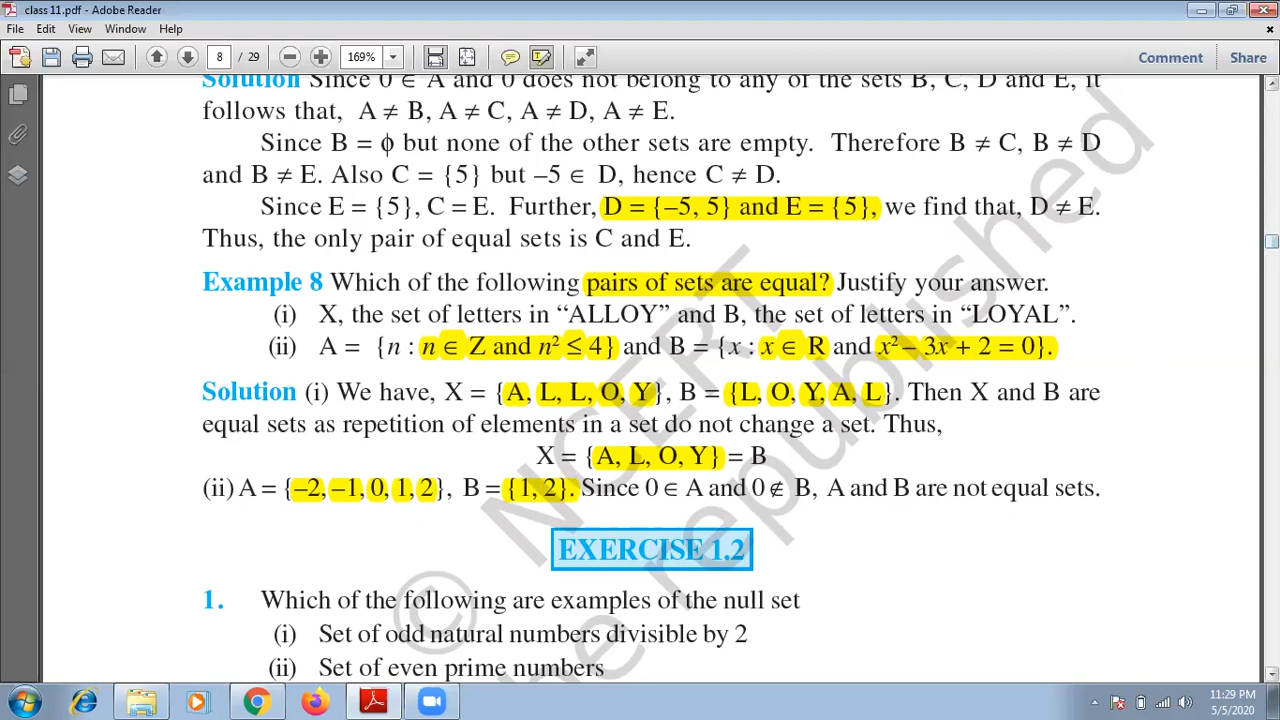 class 11.pdf - Adobe Reader
File Edit View Window Help
8 / 29 169% Comment Share
Solution Since 0 ∈ A and 0 does not belong to any of the sets B, C, D and E, it
follows that, A ≠ B, A ≠ C, A ≠ D, A ≠ E.
Since B = ϕ but none of the other sets are empty. Therefore B ≠ C, B ≠ D
and B ≠ E. Also C = {5} but –5 ∈ D, hence C ≠ D.
Since E = {5}, C = E. Further, D = {–5, 5} and E = {5}, we find that, D ≠ E.
Thus, the only pair of equal sets is C and E.
Example 8 Which of the following pairs of sets are equal? Justify your answer.
(i) X, the set of letters in “ALLOY” and B, the set of letters in “LOYAL”.
(ii) A = {n : n ∈ Z and n² ≤ 4} and B = {x : x ∈ R and x² – 3x + 2 = 0}.
Solution (i) We have, X = {A, L, L, O, Y}, B = {L, O, Y, A, L}. Then X and B are
equal sets as repetition of elements in a set do not change a set. Thus,
X = {A, L, O, Y} = B
(ii) A = {–2, –1, 0, 1, 2}, B = {1, 2}. Since 0 ∈ A and 0 ∉ B, A and B are not equal sets.
EXERCISE 1.2
1. Which of the following are examples of the null set
(i) Set of odd natural numbers divisible by 2
(ii) Set of even prime numbers
© NCERT
republished
11:29 PM
5/5/2020